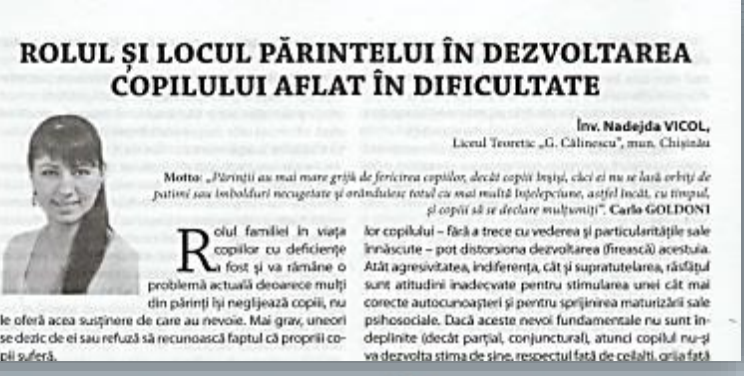 ROLUL ȘI LOCUL PĂRINTELUI ÎN DEZVOLTAREA
COPILULUI AFLAT ÎN DIFICULTATE
Înv. Nadejda VICOL,
Liceul Teoretic „G. Călinescu”, mun. Chișinău
Motto: „Părinții au mai mare grijă de fericirea copiilor, decât copiii înșiși, căci ei nu se lasă orbiți de
patimi sau imbolduri necugetate și orânduiesc totul cu mai multă înțelepciune, astfel încât, cu timpul,
și copiii să se declare mulțumiți”. Carlo GOLDONI
Rolul familiei în viața
copiilor cu deficiențe
a fost și va rămâne o
problemă actuală deoarece mulți
din părinți își neglijează copiii, nu
le oferă acea susținere de care au nevoie. Mai grav, uneori
se dezic de ei sau refuză să recunoască faptul că propriii co-
pii suferă.
lor copilului – fără a trece cu vederea și particularitățile sale
înnăscute – pot distorsiona dezvoltarea (firească) acestuia.
Atât agresivitatea, indiferența, cât și supratutelarea, răsfățul
sunt atitudini inadecvate pentru stimularea unei cât mai
corecte autocunoașteri și pentru sprijinirea maturizării sale
psihosociale. Dacă aceste nevoi fundamentale nu sunt în-
deplinite (decât parțial, conjunctural), atunci copilul nu-și
va dezvolta stima de sine, respectul față de ceilalți, grija față